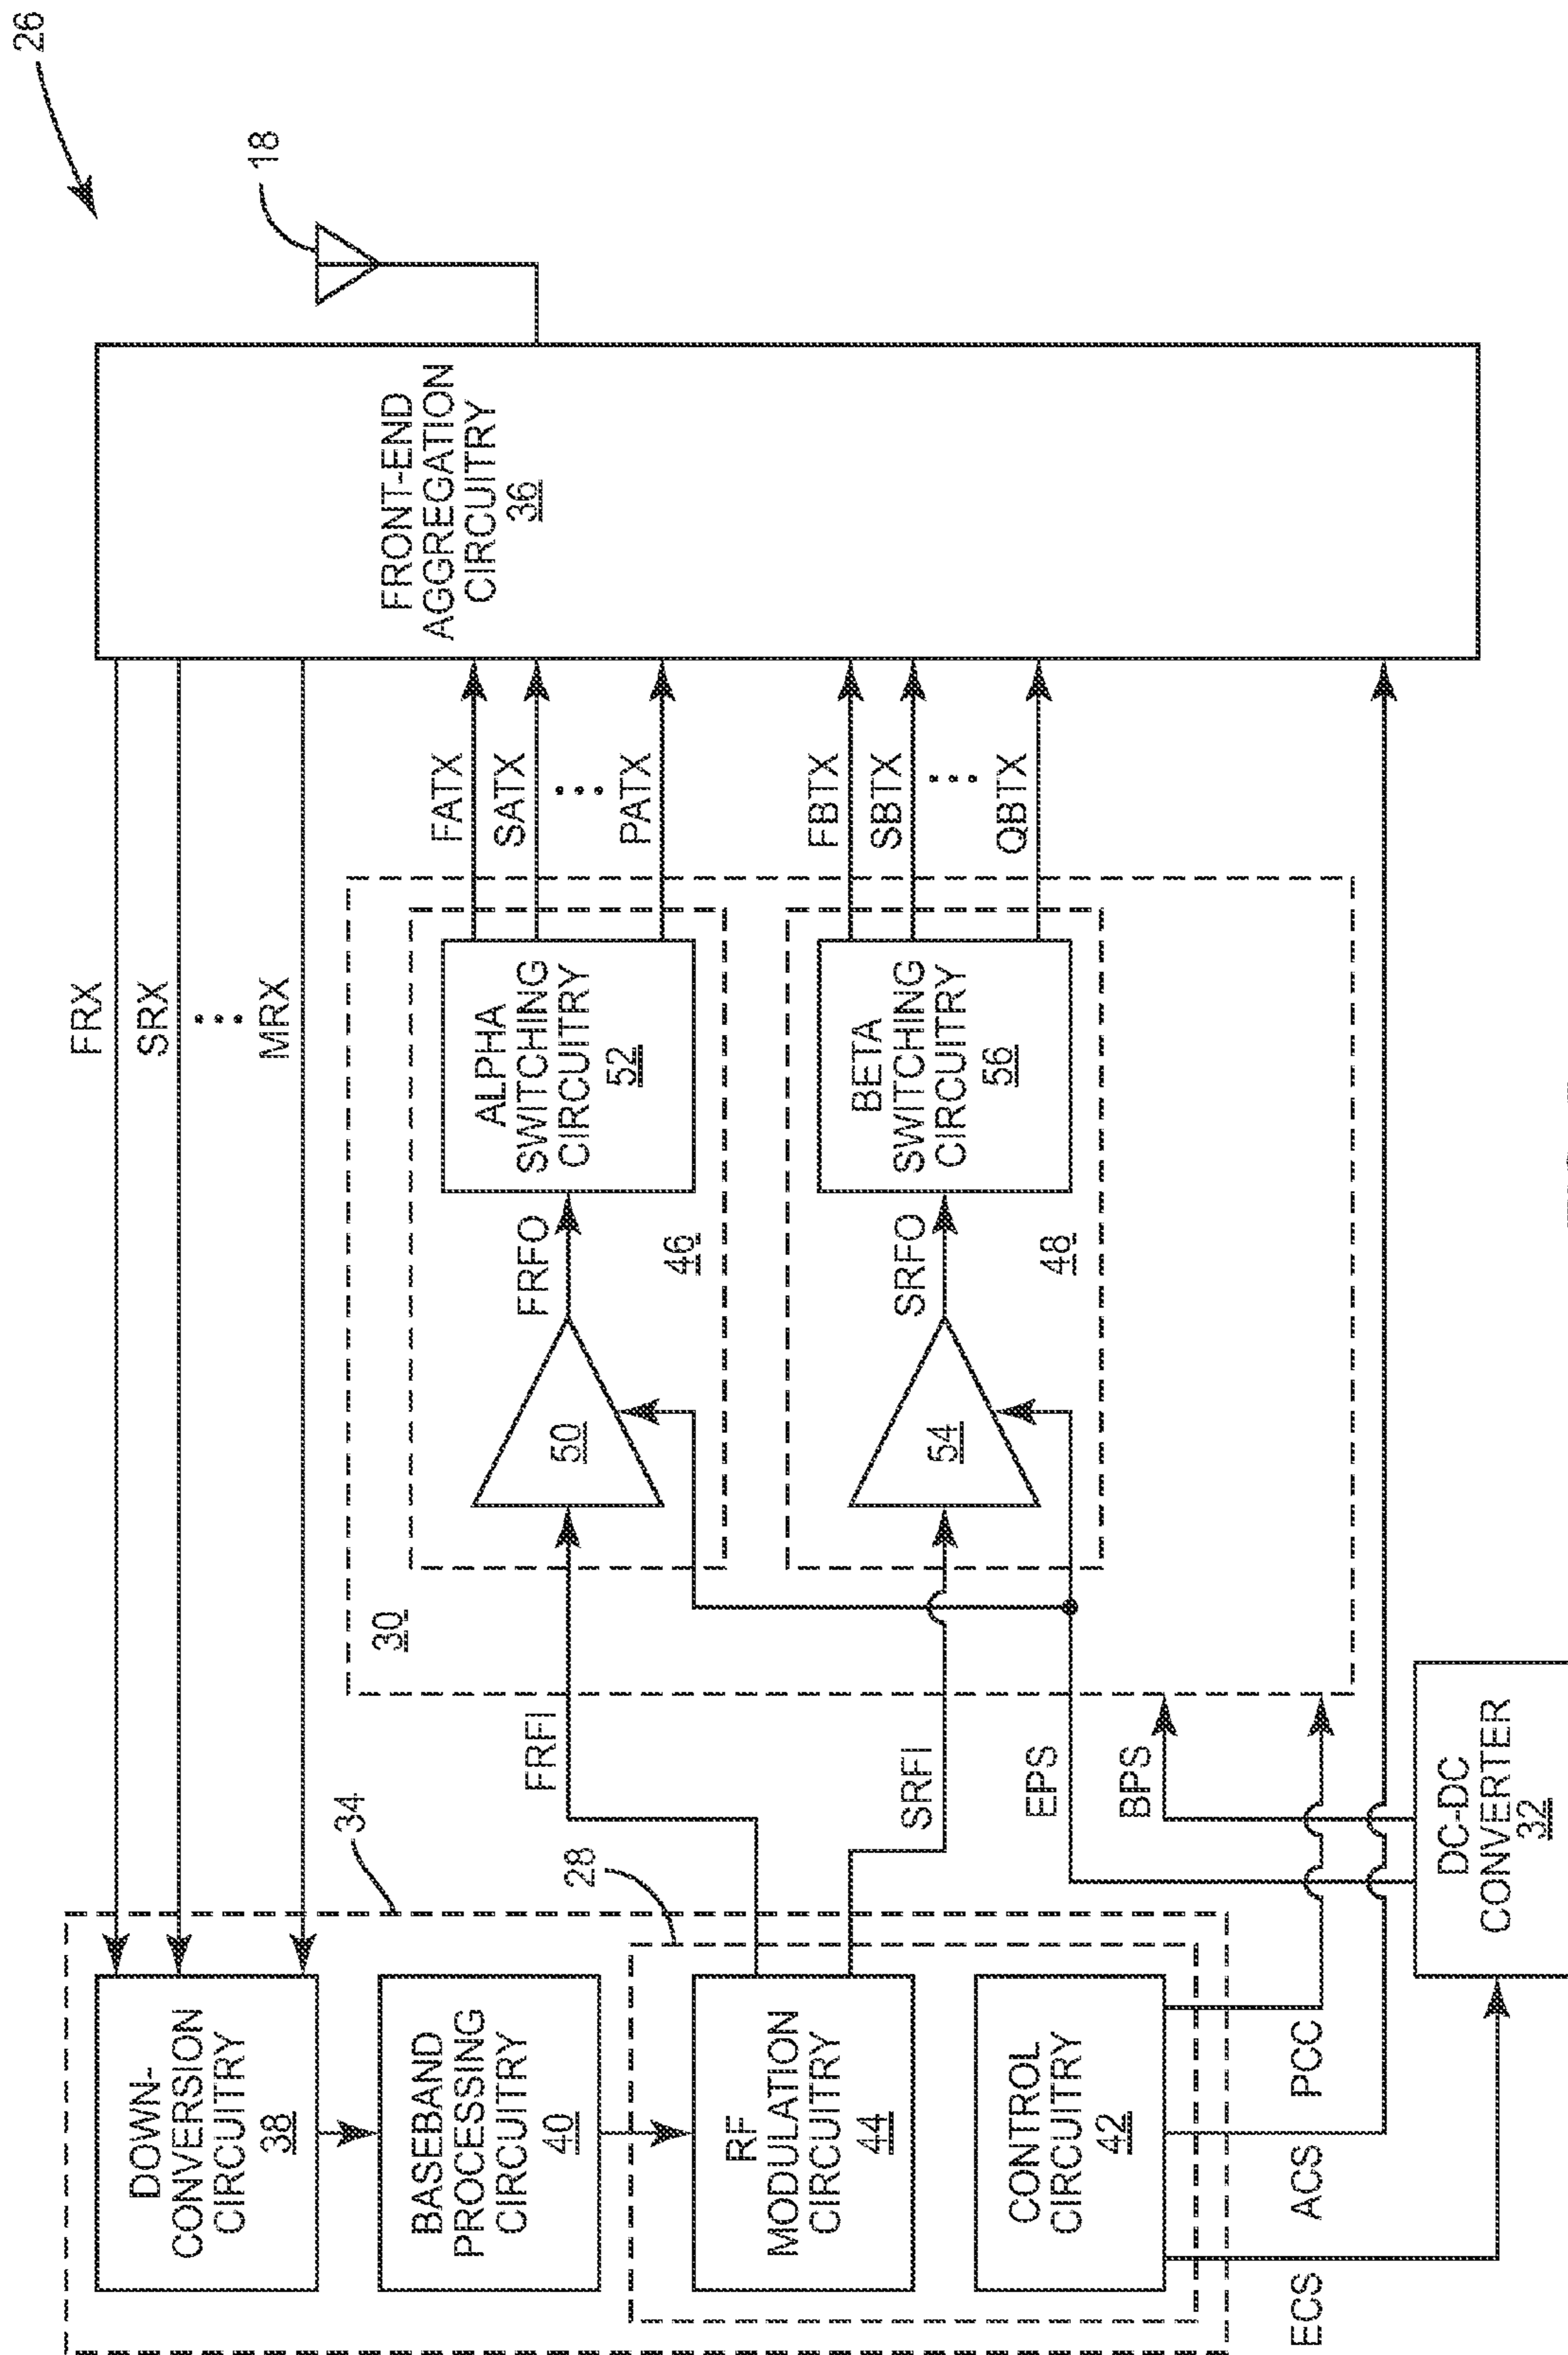 26
18
FRONT-END
AGGREGATION
CIRCUITRY
36
FRX
SRX
MRX
FATX
SATX
PATX
FBTX
SBTX
QBTX
ALPHA
SWITCHING
CIRCUITRY
52
BETA
SWITCHING
CIRCUITRY
56
FRFO
46
SRFO
48
50
54
30
FRFI
SRFI
EPS
BPS
34
28
DC-DC
CONVERTER
32
DOWN-
CONVERSION
CIRCUITRY
38
BASEBAND
PROCESSING
CIRCUITRY
40
RF
MODULATION
CIRCUITRY
44
CONTROL
CIRCUITRY
42
PCC
ACS
ECS